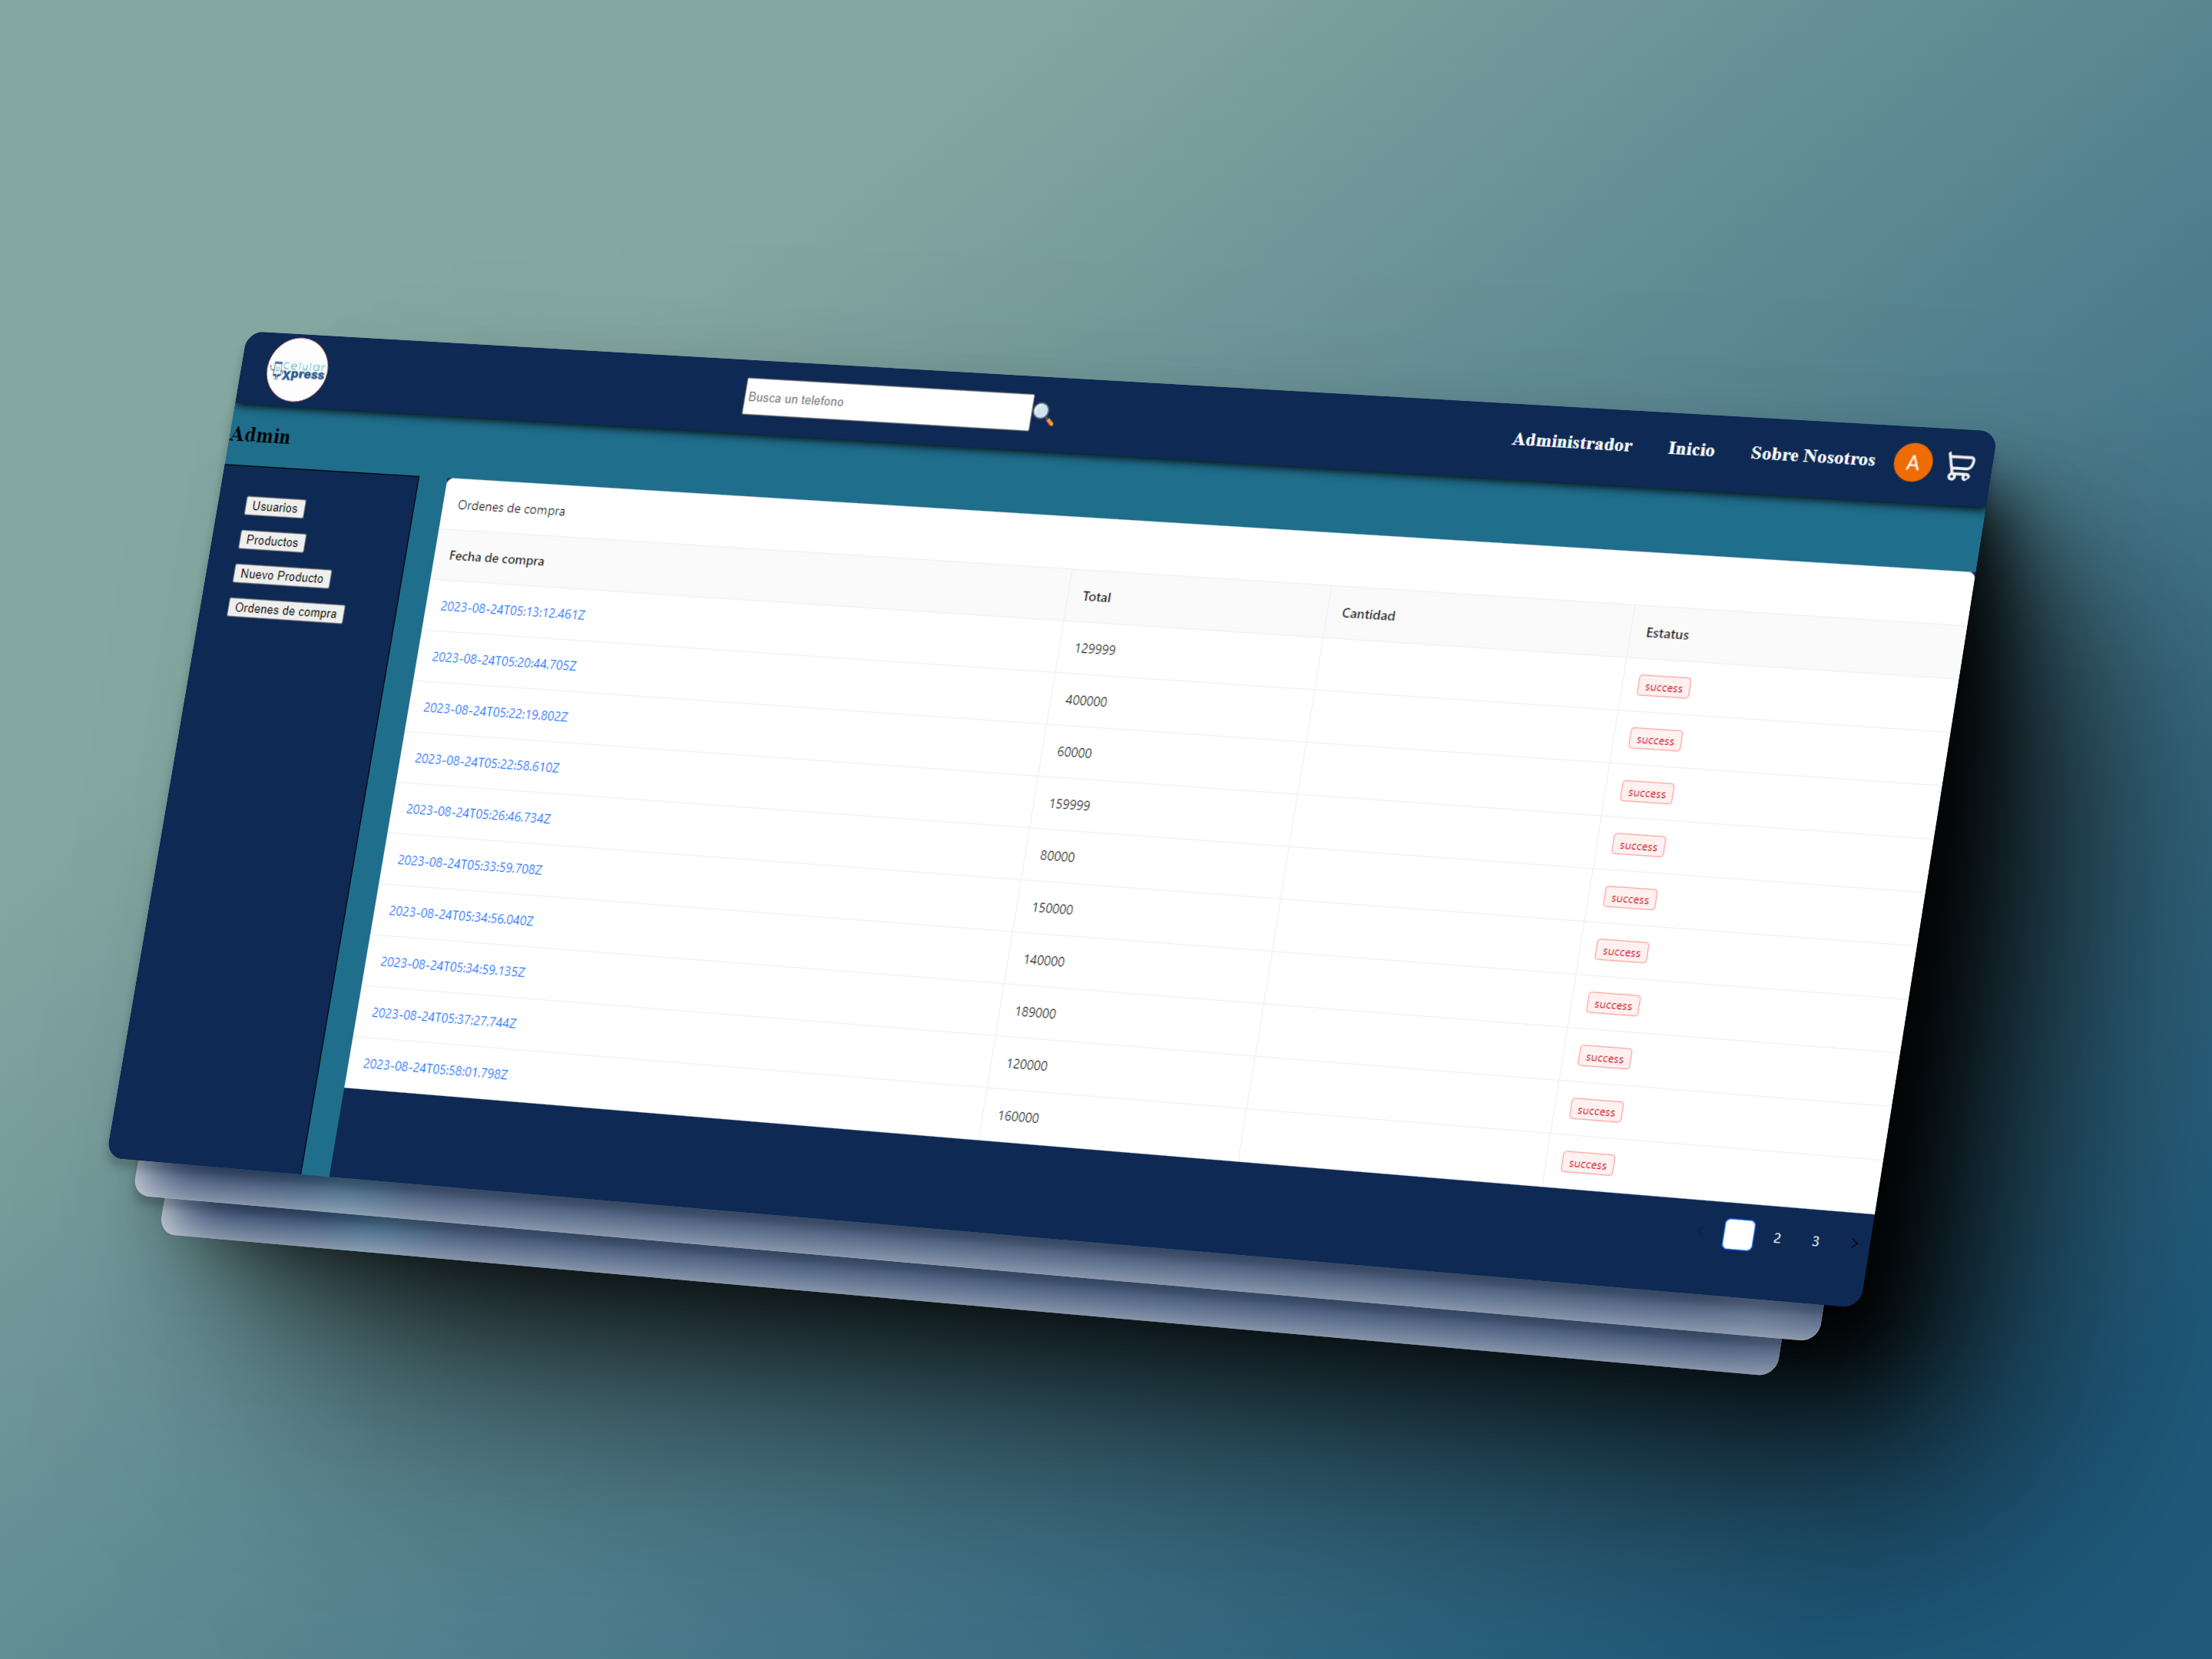 Celular
Xpress
Busca un telefono
Administrador Inicio Sobre Nosotros A
Admin
Usuarios
Productos
Nuevo Producto
Ordenes de compra
Ordenes de compra
Fecha de compra Total Cantidad Estatus
2023-08-24T05:13:12.461Z 129999 success
2023-08-24T05:20:44.705Z 400000 success
2023-08-24T05:22:19.802Z 60000 success
2023-08-24T05:22:58.610Z 159999 success
2023-08-24T05:26:46.734Z 80000 success
2023-08-24T05:33:59.708Z 150000 success
2023-08-24T05:34:56.040Z 140000 success
2023-08-24T05:34:59.135Z 189000 success
2023-08-24T05:37:27.744Z 120000 success
2023-08-24T05:58:01.798Z 160000 success
2 3 >